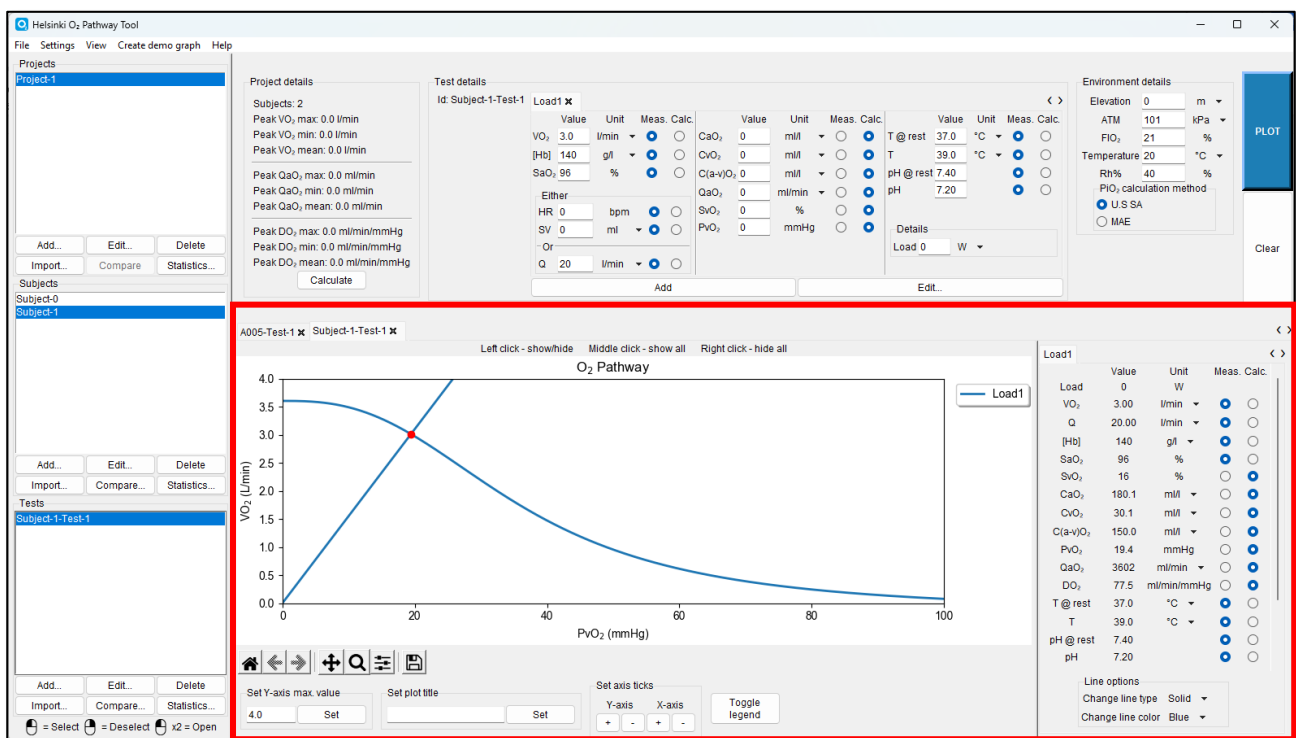 Helsinki O₂ Pathway Tool
File Settings View Create demo graph Help
Projects
Project-1
Add... Edit... Delete
Import... Compare Statistics...
Subjects
Subject-0
Subject-1
Add... Edit... Delete
Import... Compare... Statistics...
Tests
Subject-1-Test-1
Add... Edit... Delete
Import... Compare... Statistics...
= Select = Deselect x2 = Open
Project details
Subjects: 2
Peak VO₂ max: 0.0 l/min
Peak VO₂ min: 0.0 l/min
Peak VO₂ mean: 0.0 l/min
Peak QaO₂ max: 0.0 ml/min
Peak QaO₂ min: 0.0 ml/min
Peak QaO₂ mean: 0.0 ml/min
Peak DO₂ max: 0.0 ml/min/mmHg
Peak DO₂ min: 0.0 ml/min/mmHg
Peak DO₂ mean: 0.0 ml/min/mmHg
Calculate
Test details
Id: Subject-1-Test-1 Load1
Value Unit Meas. Calc.
VO₂ 3.0 l/min
[Hb] 140 g/l
SaO₂ 96 %
Either
HR 0 bpm
SV 0 ml
Or
Q 20 l/min
Value Unit Meas. Calc.
CaO₂ 0 ml/l
CvO₂ 0 ml/l
C(a-v)O₂ 0 ml/l
QaO₂ 0 ml/min
SvO₂ 0 %
PvO₂ 0 mmHg
Value Unit Meas. Calc.
T @ rest 37.0 °C
T 39.0 °C
pH @ rest 7.40
pH 7.20
Details
Load 0 W
Add Edit...
Environment details
Elevation 0 m
ATM 101 kPa
FIO₂ 21 %
Temperature 20 °C
Rh% 40 %
PiO₂ calculation method
U.S SA
MAE
PLOT
Clear
A005-Test-1 Subject-1-Test-1
Left click - show/hide Middle click - show all Right click - hide all
O₂ Pathway
VO₂ (L/min)
4.0
3.5
3.0
2.5
2.0
1.5
1.0
0.5
0.0
0 20 40 60 80 100
PvO₂ (mmHg)
Load1
Set Y-axis max. value
4.0 Set
Set plot title
Set
Set axis ticks
Y-axis X-axis
+ - + -
Toggle
legend
Load1
Value Unit Meas. Calc.
Load 0 W
VO₂ 3.00 l/min
Q 20.00 l/min
[Hb] 140 g/l
SaO₂ 96 %
SvO₂ 16 %
CaO₂ 180.1 ml/l
CvO₂ 30.1 ml/l
C(a-v)O₂ 150.0 ml/l
PvO₂ 19.4 mmHg
QaO₂ 3602 ml/min
DO₂ 77.5 ml/min/mmHg
T @ rest 37.0 °C
T 39.0 °C
pH @ rest 7.40
pH 7.20
Line options
Change line type Solid
Change line color Blue